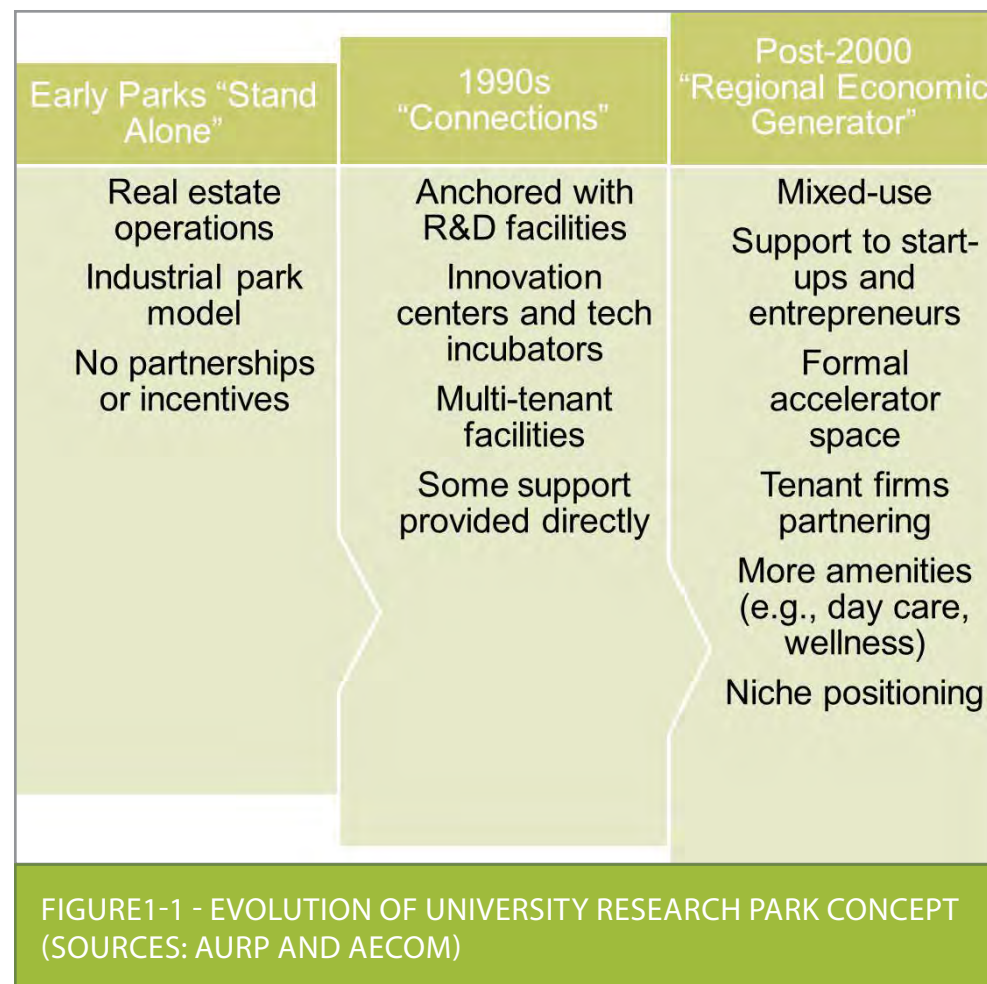 Early Parks “Stand
Alone”
Real estate
operations
Industrial park
model
No partnerships
or incentives
1990s
“Connections”
Anchored with
R&D facilities
Innovation
centers and tech
incubators
Multi-tenant
facilities
Some support
provided directly
Post-2000
“Regional Economic
Generator”
Mixed-use
Support to start-
ups and
entrepreneurs
Formal
accelerator
space
Tenant firms
partnering
More amenities
(e.g., day care,
wellness)
Niche positioning
FIGURE1-1 - EVOLUTION OF UNIVERSITY RESEARCH PARK CONCEPT
(SOURCES: AURP AND AECOM)